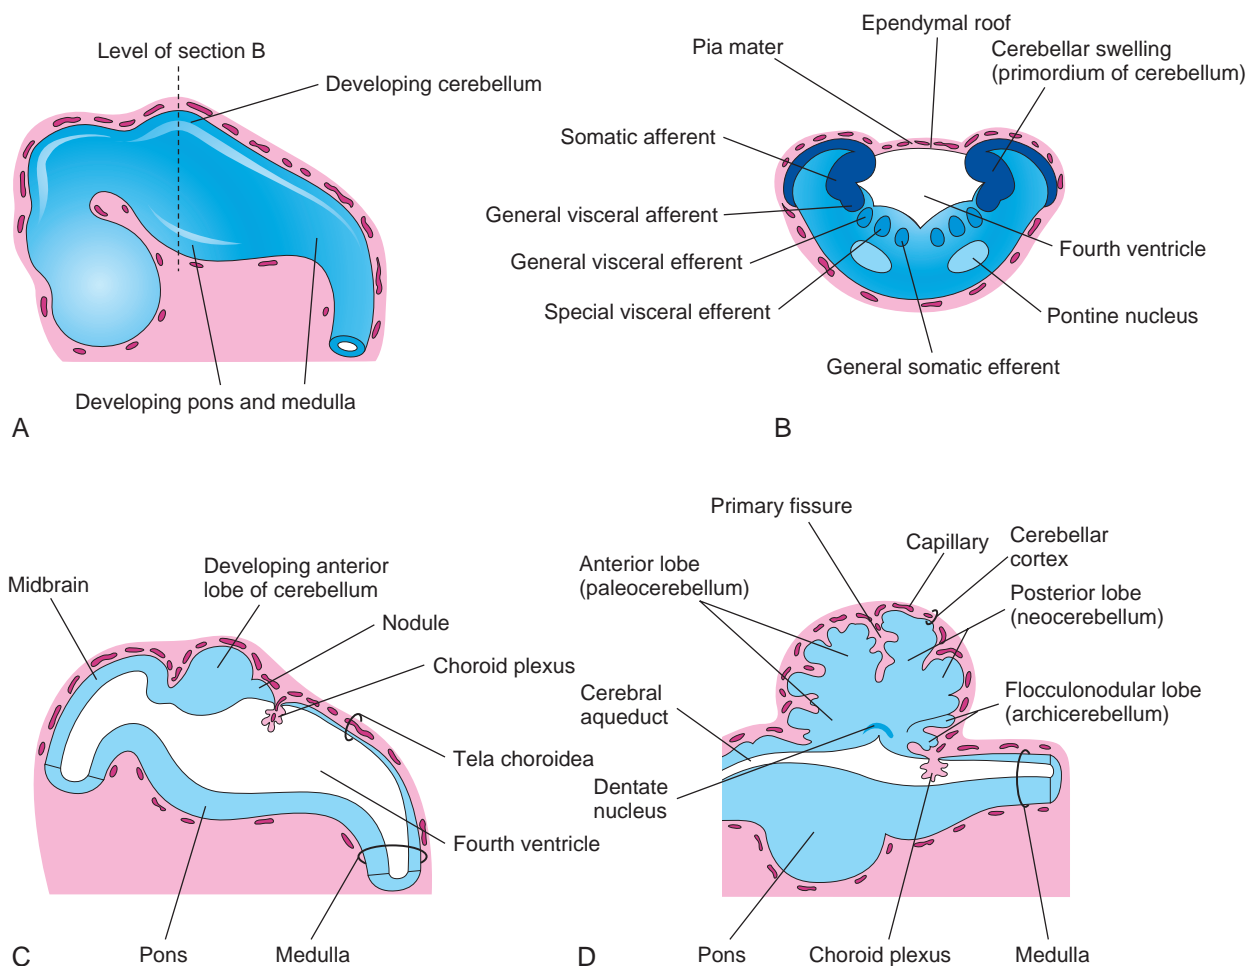 Level of section B
Developing cerebellum
Developing pons and medulla
A
Ependymal roof
Pia mater
Cerebellar swelling
(primordium of cerebellum)
Somatic afferent
General visceral afferent
General visceral efferent
Special visceral efferent
Fourth ventricle
Pontine nucleus
General somatic efferent
B
Midbrain
Developing anterior
lobe of cerebellum
Nodule
Choroid plexus
Tela choroidea
Fourth ventricle
Pons
Medulla
C
Primary fissure
Capillary
Cerebellar
cortex
Anterior lobe
(paleocerebellum)
Posterior lobe
(neocerebellum)
Cerebral
aqueduct
Flocculonodular lobe
(archicerebellum)
Dentate
nucleus
Pons
Choroid plexus
Medulla
D